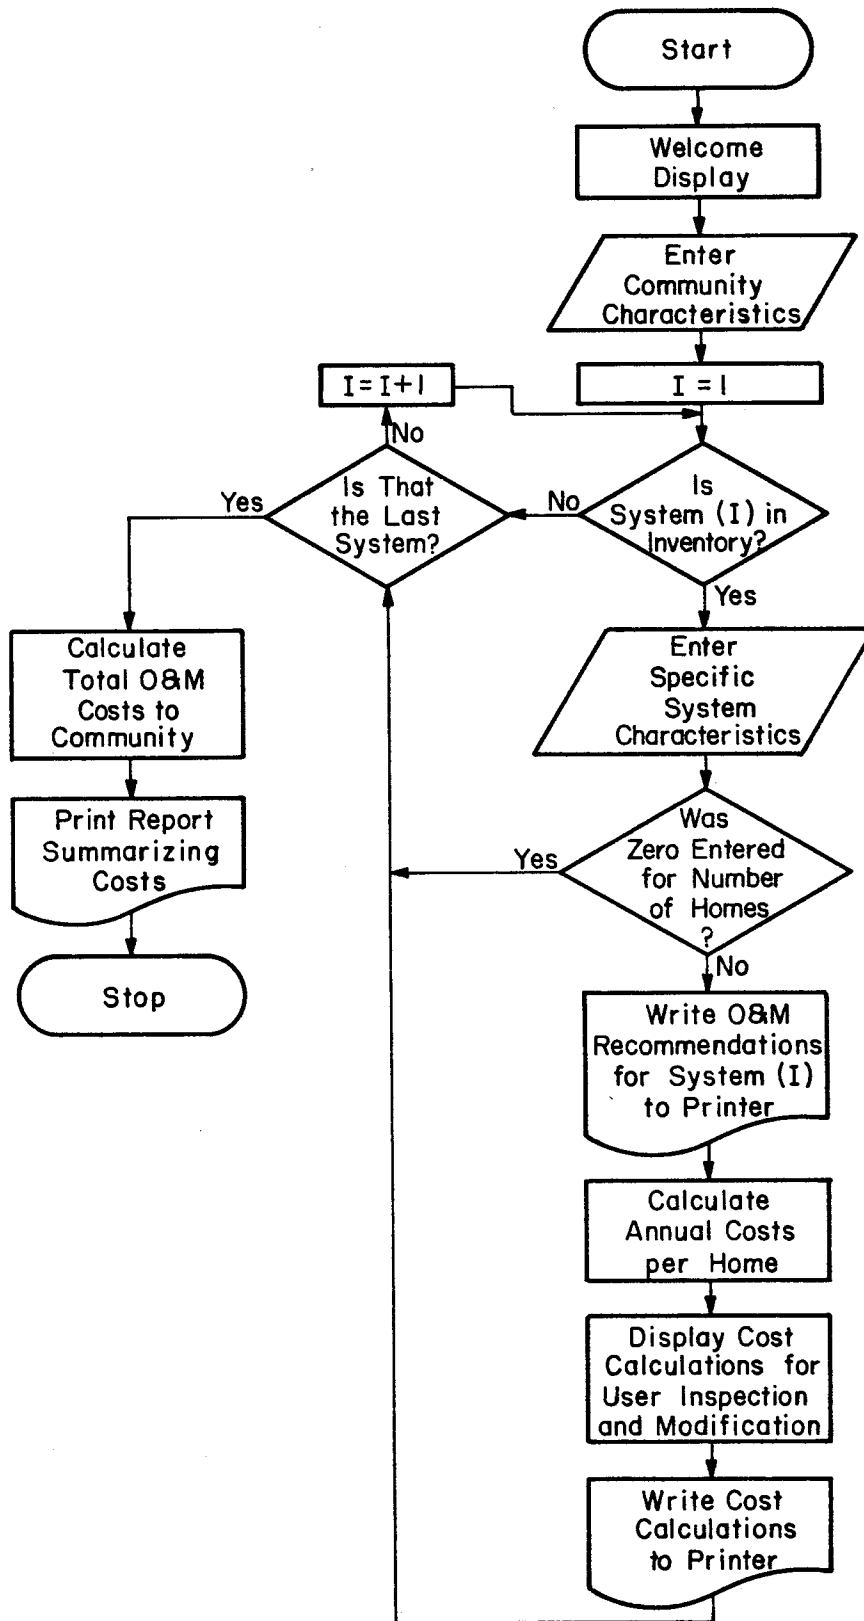 Start
Welcome
Display
Enter
Community
Characteristics
I = I+1
I = 1
No
Is That
the Last
System?
Yes
No
Is
System (I) in
Inventory?
Yes
Calculate
Total O&M
Costs to
Community
Print Report
Summarizing
Costs
Stop
Enter
Specific
System
Characteristics
Was
Zero Entered
for Number
of Homes
?
Yes
No
Write O&M
Recommendations
for System (I)
to Printer
Calculate
Annual Costs
per Home
Display Cost
Calculations for
User Inspection
and Modification
Write Cost
Calculations
to Printer